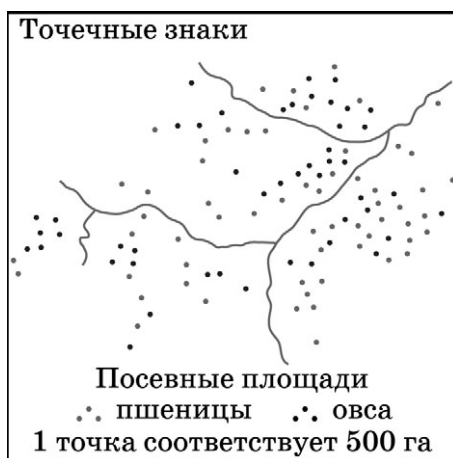 Точечные знаки
Посевные площади
пшеницы овса
1 точка соответствует 500 га